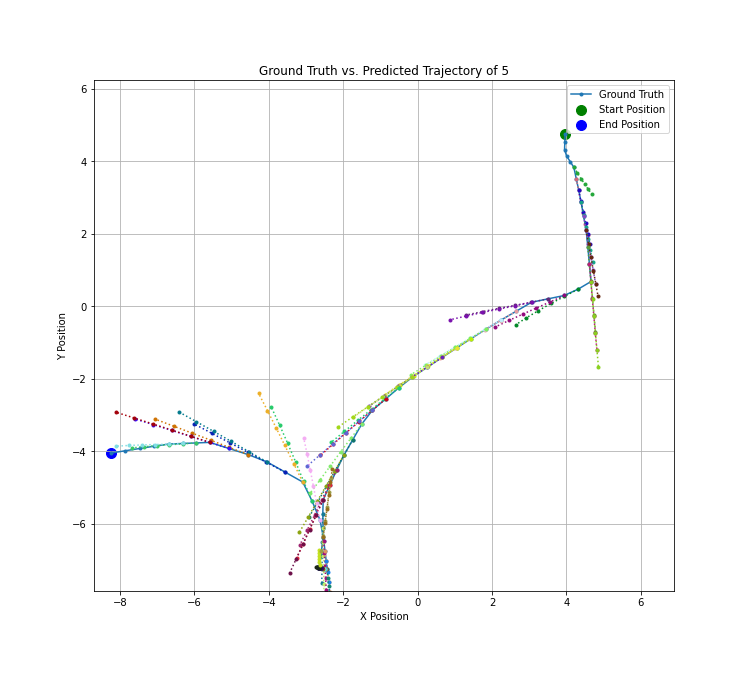 Ground Truth vs. Predicted Trajectory of 5
Ground Truth
Start Position
End Position
Y Position
6
4
2
0
−2
−4
−6
−8
−6
−4
−2
0
2
4
6
X Position